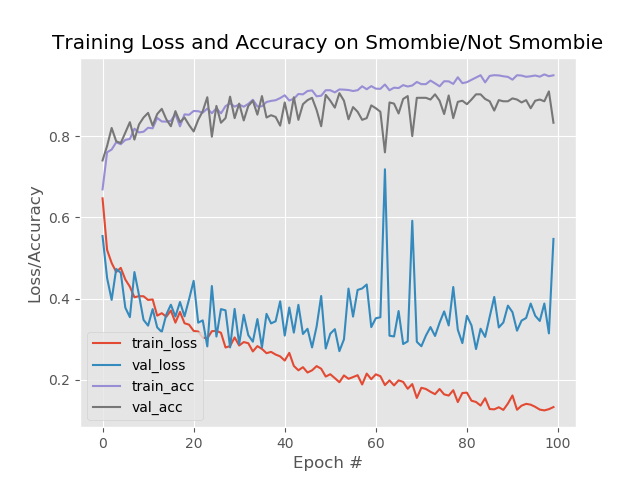 Training Loss and Accuracy on Smombie/Not Smombie
Loss/Accuracy
0.8
0.6
0.4
0.2
train_loss
val_loss
train_acc
val_acc
0 20 40 60 80 100
Epoch #